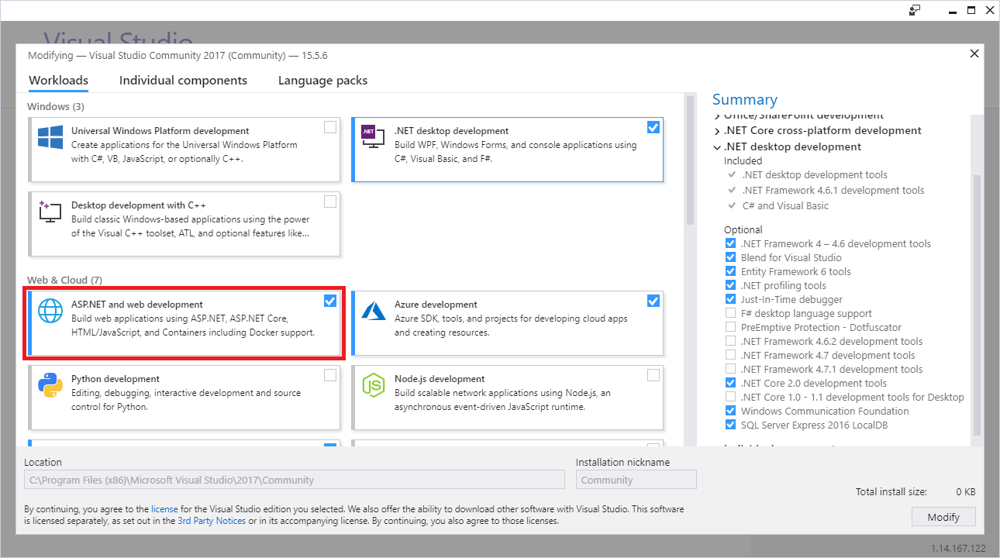 Visual Studio
Modifying — Visual Studio Community 2017 (Community) — 15.5.6
Workloads
Individual components
Language packs
Windows (3)
Universal Windows Platform development
Create applications for the Universal Windows Platform
with C#, VB, JavaScript, or optionally C++.
.NET
.NET desktop development
Build WPF, Windows Forms, and console applications using
C#, Visual Basic, and F#.
Desktop development with C++
Build classic Windows-based applications using the power
of the Visual C++ toolset, ATL, and optional features like...
Web & Cloud (7)
ASP.NET and web development
Build web applications using ASP.NET, ASP.NET Core,
HTML/JavaScript, and Containers including Docker support.
Azure development
Azure SDK, tools, and projects for developing cloud apps
and creating resources.
Python development
Editing, debugging, interactive development and source
control for Python.
JS
Node.js development
Build scalable network applications using Node.js, an
asynchronous event-driven JavaScript runtime.
Summary
Office/SharePoint development
.NET Core cross-platform development
.NET desktop development
Included
.NET desktop development tools
.NET Framework 4.6.1 development tools
C# and Visual Basic
Optional
.NET Framework 4 – 4.6 development tools
Blend for Visual Studio
Entity Framework 6 tools
.NET profiling tools
Just-In-Time debugger
F# desktop language support
PreEmptive Protection - Dotfuscator
.NET Framework 4.6.2 development tools
.NET Framework 4.7 development tools
.NET Framework 4.7.1 development tools
.NET Core 2.0 development tools
.NET Core 1.0 - 1.1 development tools for Desktop
Windows Communication Foundation
SQL Server Express 2016 LocalDB
Location
C:\Program Files (x86)\Microsoft Visual Studio\2017\Community
Installation nickname
Community
By continuing, you agree to the license for the Visual Studio edition you selected. We also offer the ability to download other software with Visual Studio. This software
is licensed separately, as set out in the 3rd Party Notices or in its accompanying license. By continuing, you also agree to those licenses.
Total install size: 0 KB
Modify
1.14.167.122